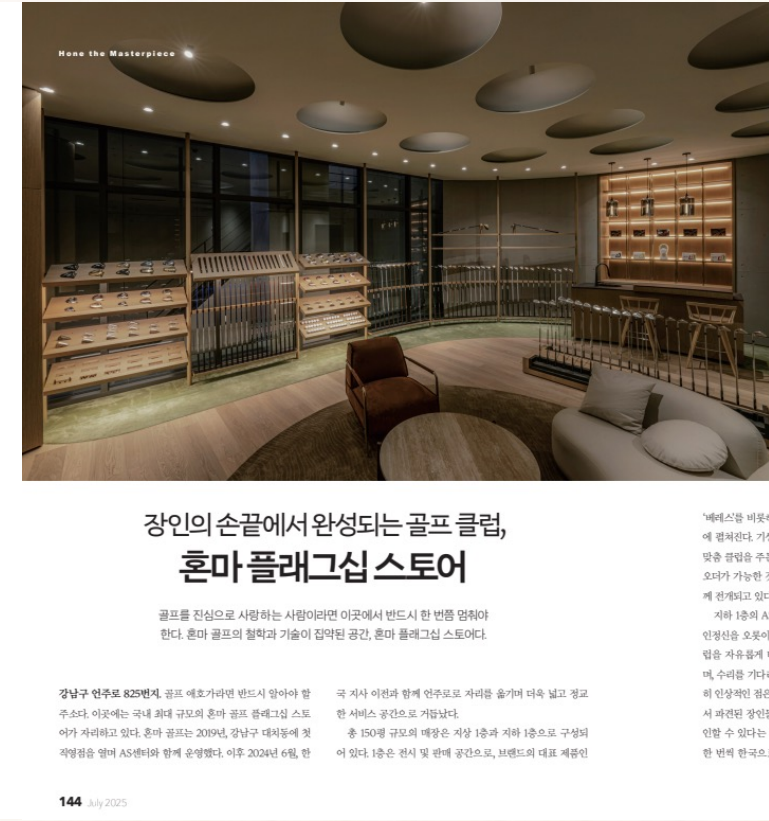 Hone the Masterpiece
장인의 손끝에서 완성되는 골프 클럽,
혼마 플래그십 스토어
골프를 진심으로 사랑하는 사람이라면 이곳에서 반드시 한 번쯤 멈춰야
한다. 혼마 골프의 철학과 기술이 집약된 공간, 혼마 플래그십 스토어다.
강남구 언주로 825번지. 골프 애호가라면 반드시 알아야 할
주소다. 이곳에는 국내 최대 규모의 혼마 골프 플래그십 스토
어가 자리하고 있다. 혼마 골프는 2019년, 강남구 대치동에 첫
직영점을 열며 AS센터와 함께 운영했다. 이후 2024년 6월, 한
국 지사 이전과 함께 언주로로 자리를 옮기며 더욱 넓고 정교
한 서비스 공간으로 거듭났다.
총 150평 규모의 매장은 지상 1층과 지하 1층으로 구성되
어 있다. 1층은 전시 및 판매 공간으로, 브랜드의 대표 제품인
‘베레스’를 비롯
에 펼쳐진다. 기
맞춤 클럽을 주
오더가 가능한
께 전개되고 있
지하 1층의 A
인정신을 오롯이
럽을 자유롭게
며, 수리를 기다
히 인상적인 점은
서 파견된 장인
인할 수 있다는
한 번씩 한국으
144 July 2025